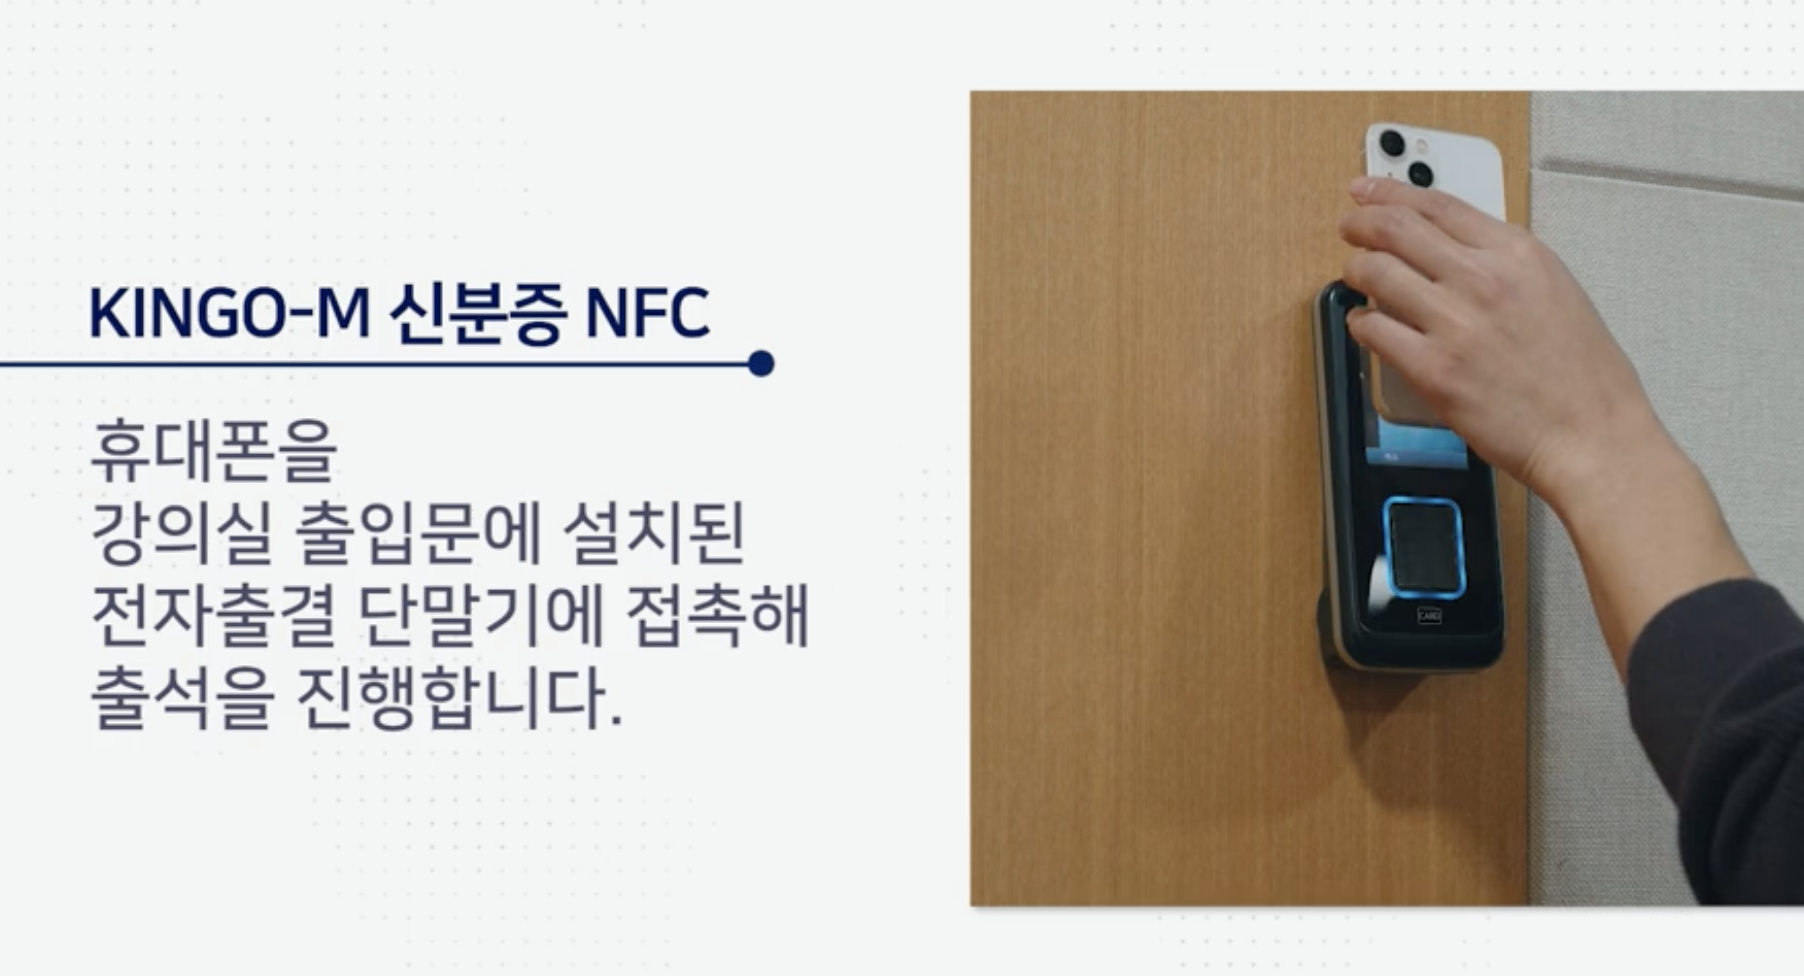 KINGO-M 신분증 NFC
휴대폰을
강의실 출입문에 설치된
전자출결 단말기에 접촉해
출석을 진행합니다.
CARD